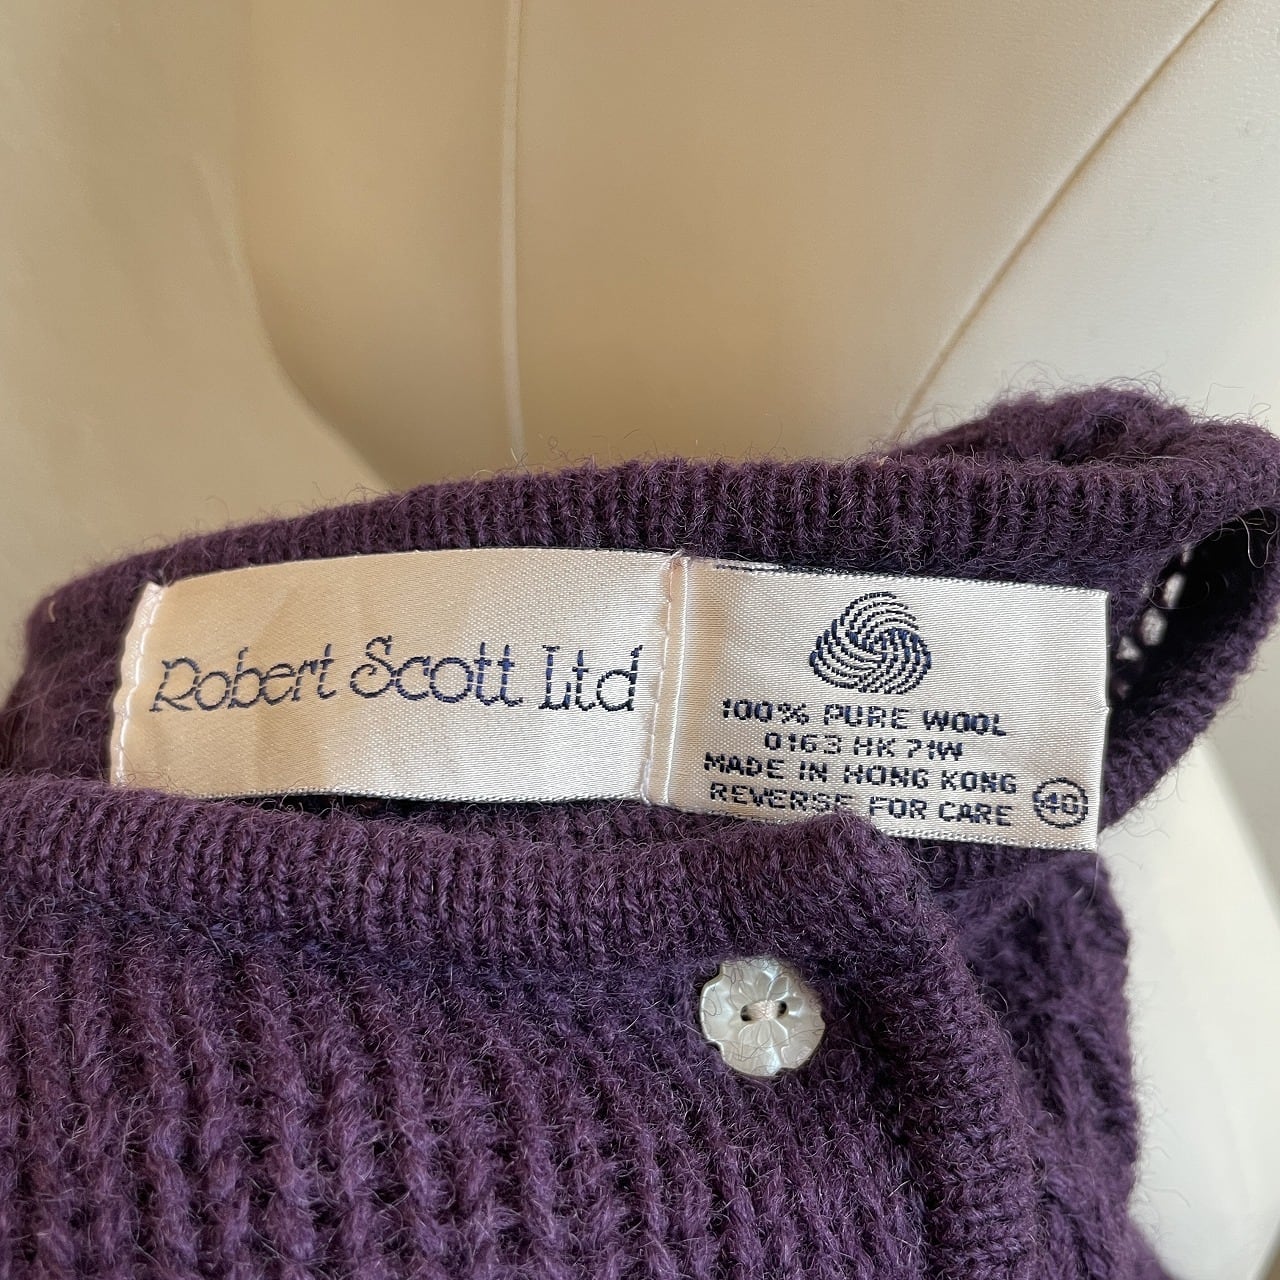 Robert Scott Ltd
100% PURE WOOL
0163 HK 71W
MADE IN HONG KONG
REVERSE FOR CARE
40